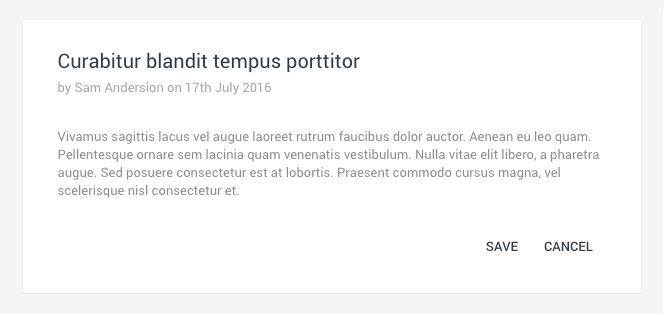 Curabitur blandit tempus porttitor
by Sam Andersion on 17th July 2016
Vivamus sagittis lacus vel augue laoreet rutrum faucibus dolor auctor. Aenean eu leo quam.
Pellentesque ornare sem lacinia quam venenatis vestibulum. Nulla vitae elit libero, a pharetra
augue. Sed posuere consectetur est at lobortis. Praesent commodo cursus magna, vel
scelerisque nisl consectetur et.
SAVE CANCEL